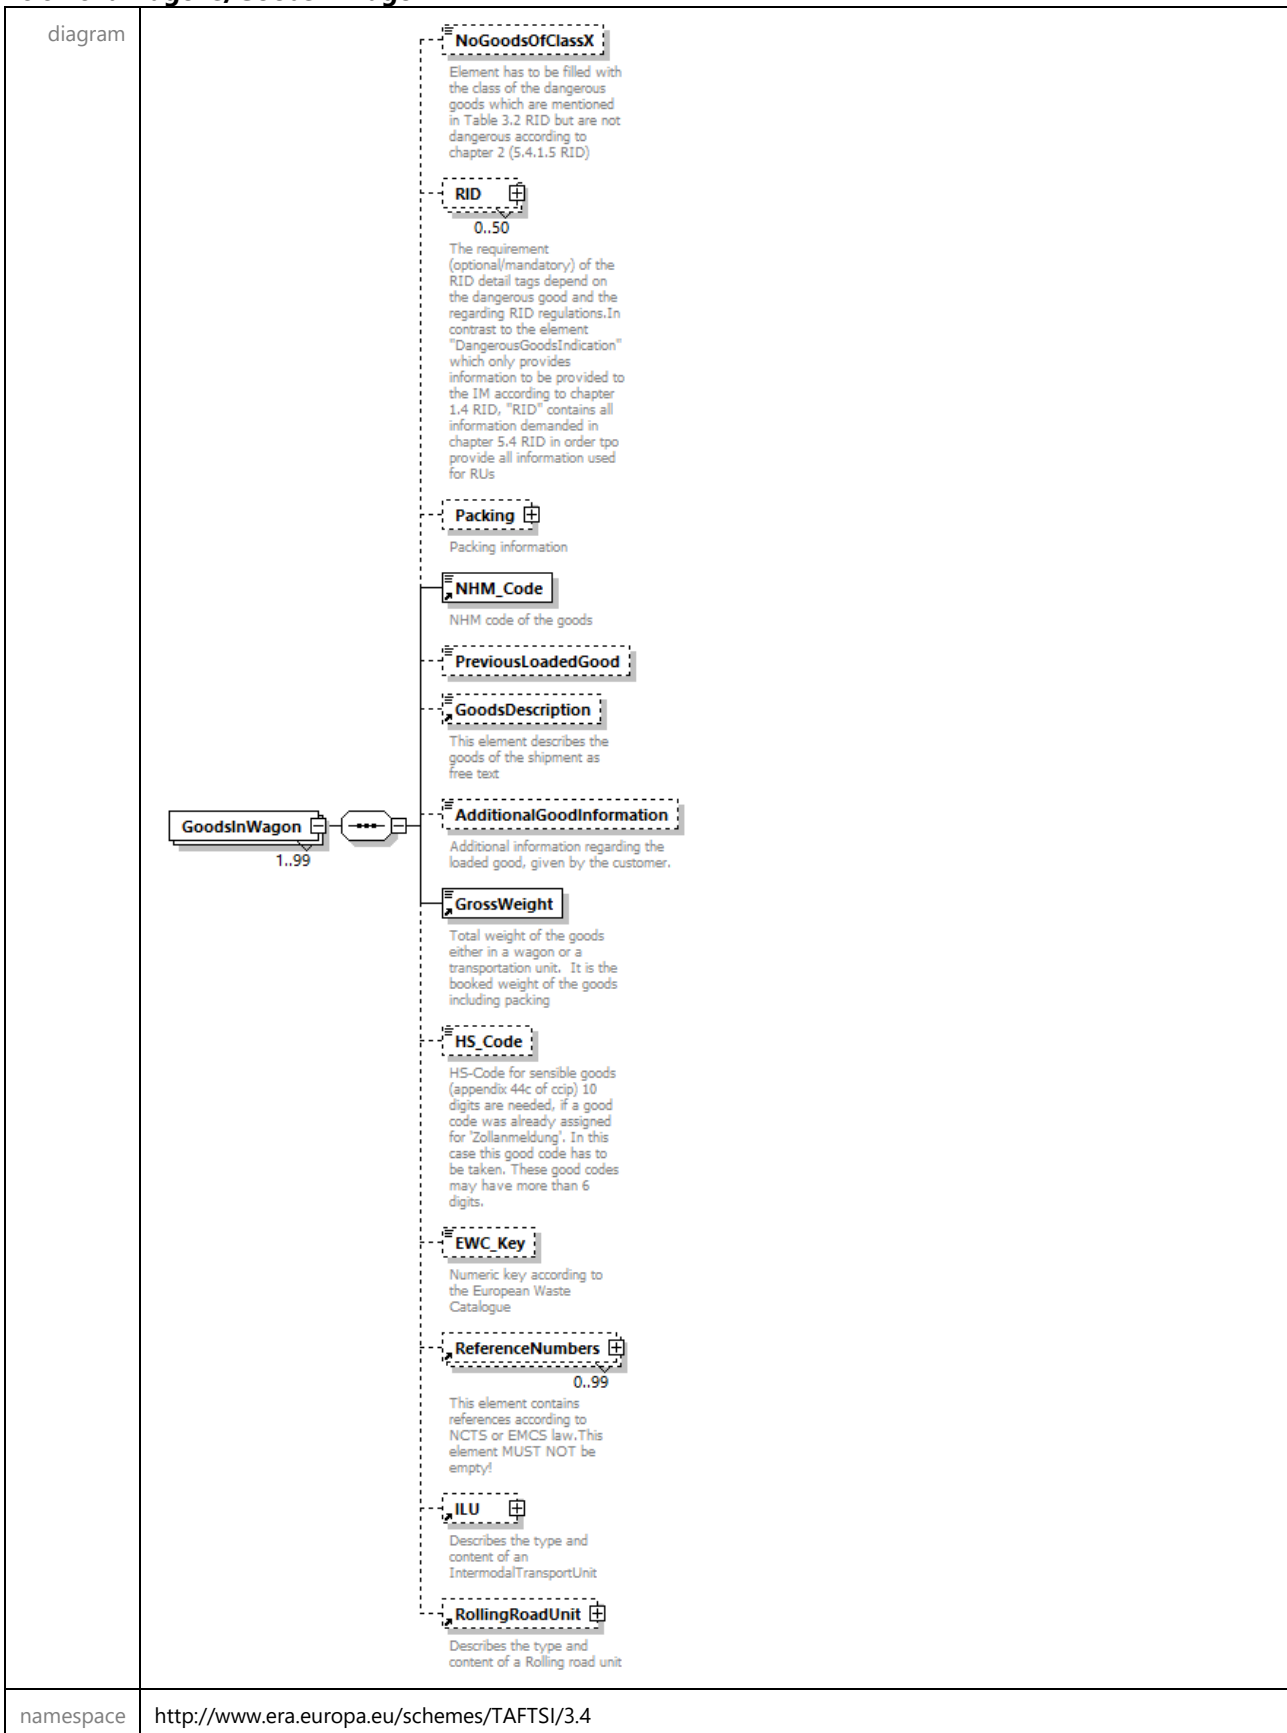 diagram
NoGoodsOfClassX
Element has to be filled with
the class of the dangerous
goods which are mentioned
in Table 3.2 RID but are not
dangerous according to
chapter 2 (5.4.1.5 RID)
RID
0..50
The requirement
(optional/mandatory) of the
RID detail tags depend on
the dangerous good and the
regarding RID regulations.In
contrast to the element
"DangerousGoodsIndication"
which only provides
information to be provided to
the IM according to chapter
1.4 RID, "RID" contains all
information demanded in
chapter 5.4 RID in order tpo
provide all information used
for RUs
Packing
Packing information
NHM_Code
NHM code of the goods
PreviousLoadedGood
GoodsDescription
This element describes the
goods of the shipment as
free text
GoodsInWagon
1..99
AdditionalGoodInformation
Additional information regarding the
loaded good, given by the customer.
GrossWeight
Total weight of the goods
either in a wagon or a
transportation unit.  It is the
booked weight of the goods
including packing
HS_Code
HS-Code for sensible goods
(appendix 44c of ccip) 10
digits are needed, if a good
code was already assigned
for 'Zollanmeldung'. In this
case this good code has to
be taken. These good codes
may have more than 6
digits.
EWC_Key
Numeric key according to
the European Waste
Catalogue
ReferenceNumbers
0..99
This element contains
references according to
NCTS or EMCS law.This
element MUST NOT be
empty!
ILU
Describes the type and
content of an
IntermodalTransportUnit
RollingRoadUnit
Describes the type and
content of a Rolling road unit
namespace
http://www.era.europa.eu/schemes/TAFTSI/3.4